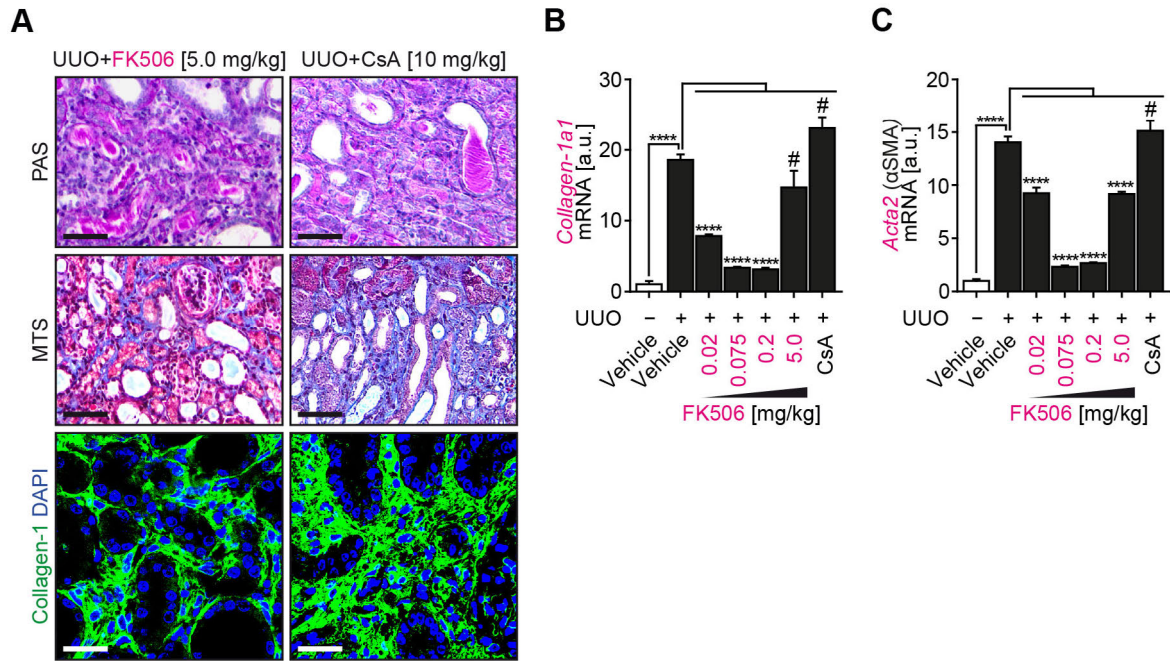 A
UUO+FK506 [5.0 mg/kg]
UUO+CsA [10 mg/kg]
PAS
MTS
Collagen-1 DAPI
B
Collagen-1a1
mRNA [a.u.]
30
20
10
0
****
****
****
****
#
#
UUO
– + + + + + +
Vehicle
Vehicle
0.02
0.075
0.2
5.0
CsA
FK506 [mg/kg]
C
Acta2 (αSMA)
mRNA [a.u.]
20
15
10
5
0
****
****
****
****
****
#
UUO
– + + + + + +
Vehicle
Vehicle
0.02
0.075
0.2
5.0
CsA
FK506 [mg/kg]